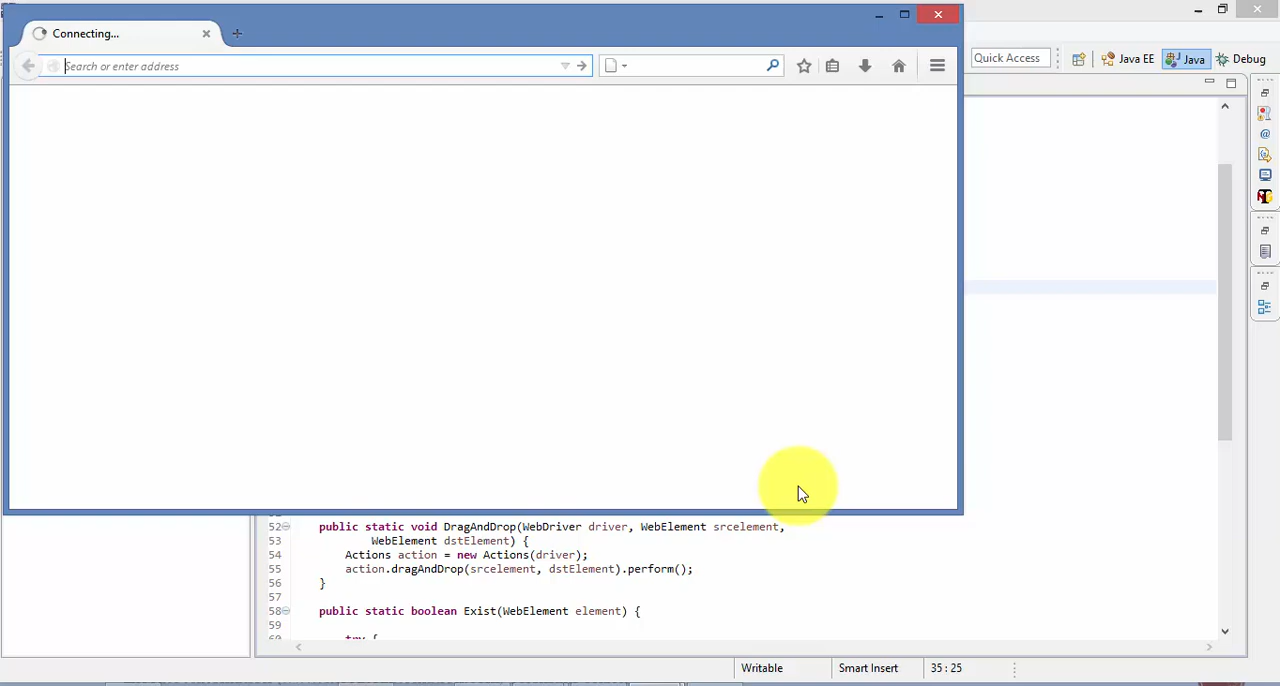 Connecting...
Search or enter address
Quick Access
Java EE
Java
Debug
52 public static void DragAndDrop(WebDriver driver, WebElement srcelement,
53 WebElement dstElement) {
54 Actions action = new Actions(driver);
55 action.dragAndDrop(srcelement, dstElement).perform();
56 }
57
58 public static boolean Exist(WebElement element) {
59
60 try {
Writable
Smart Insert
35 : 25